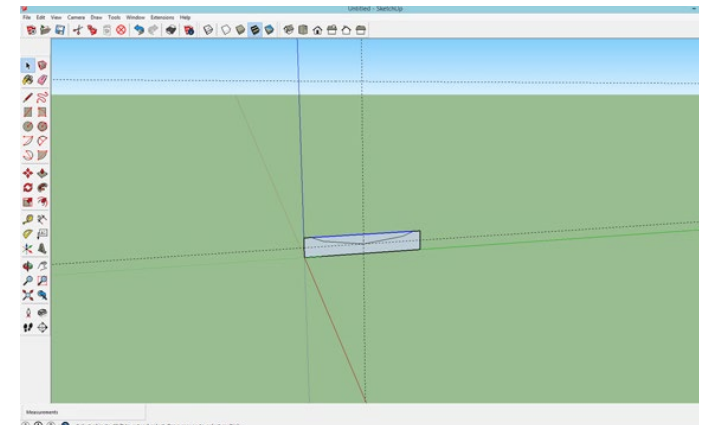 Untitled - SketchUp
File Edit View Camera Draw Tools Window Extensions Help
Measurements